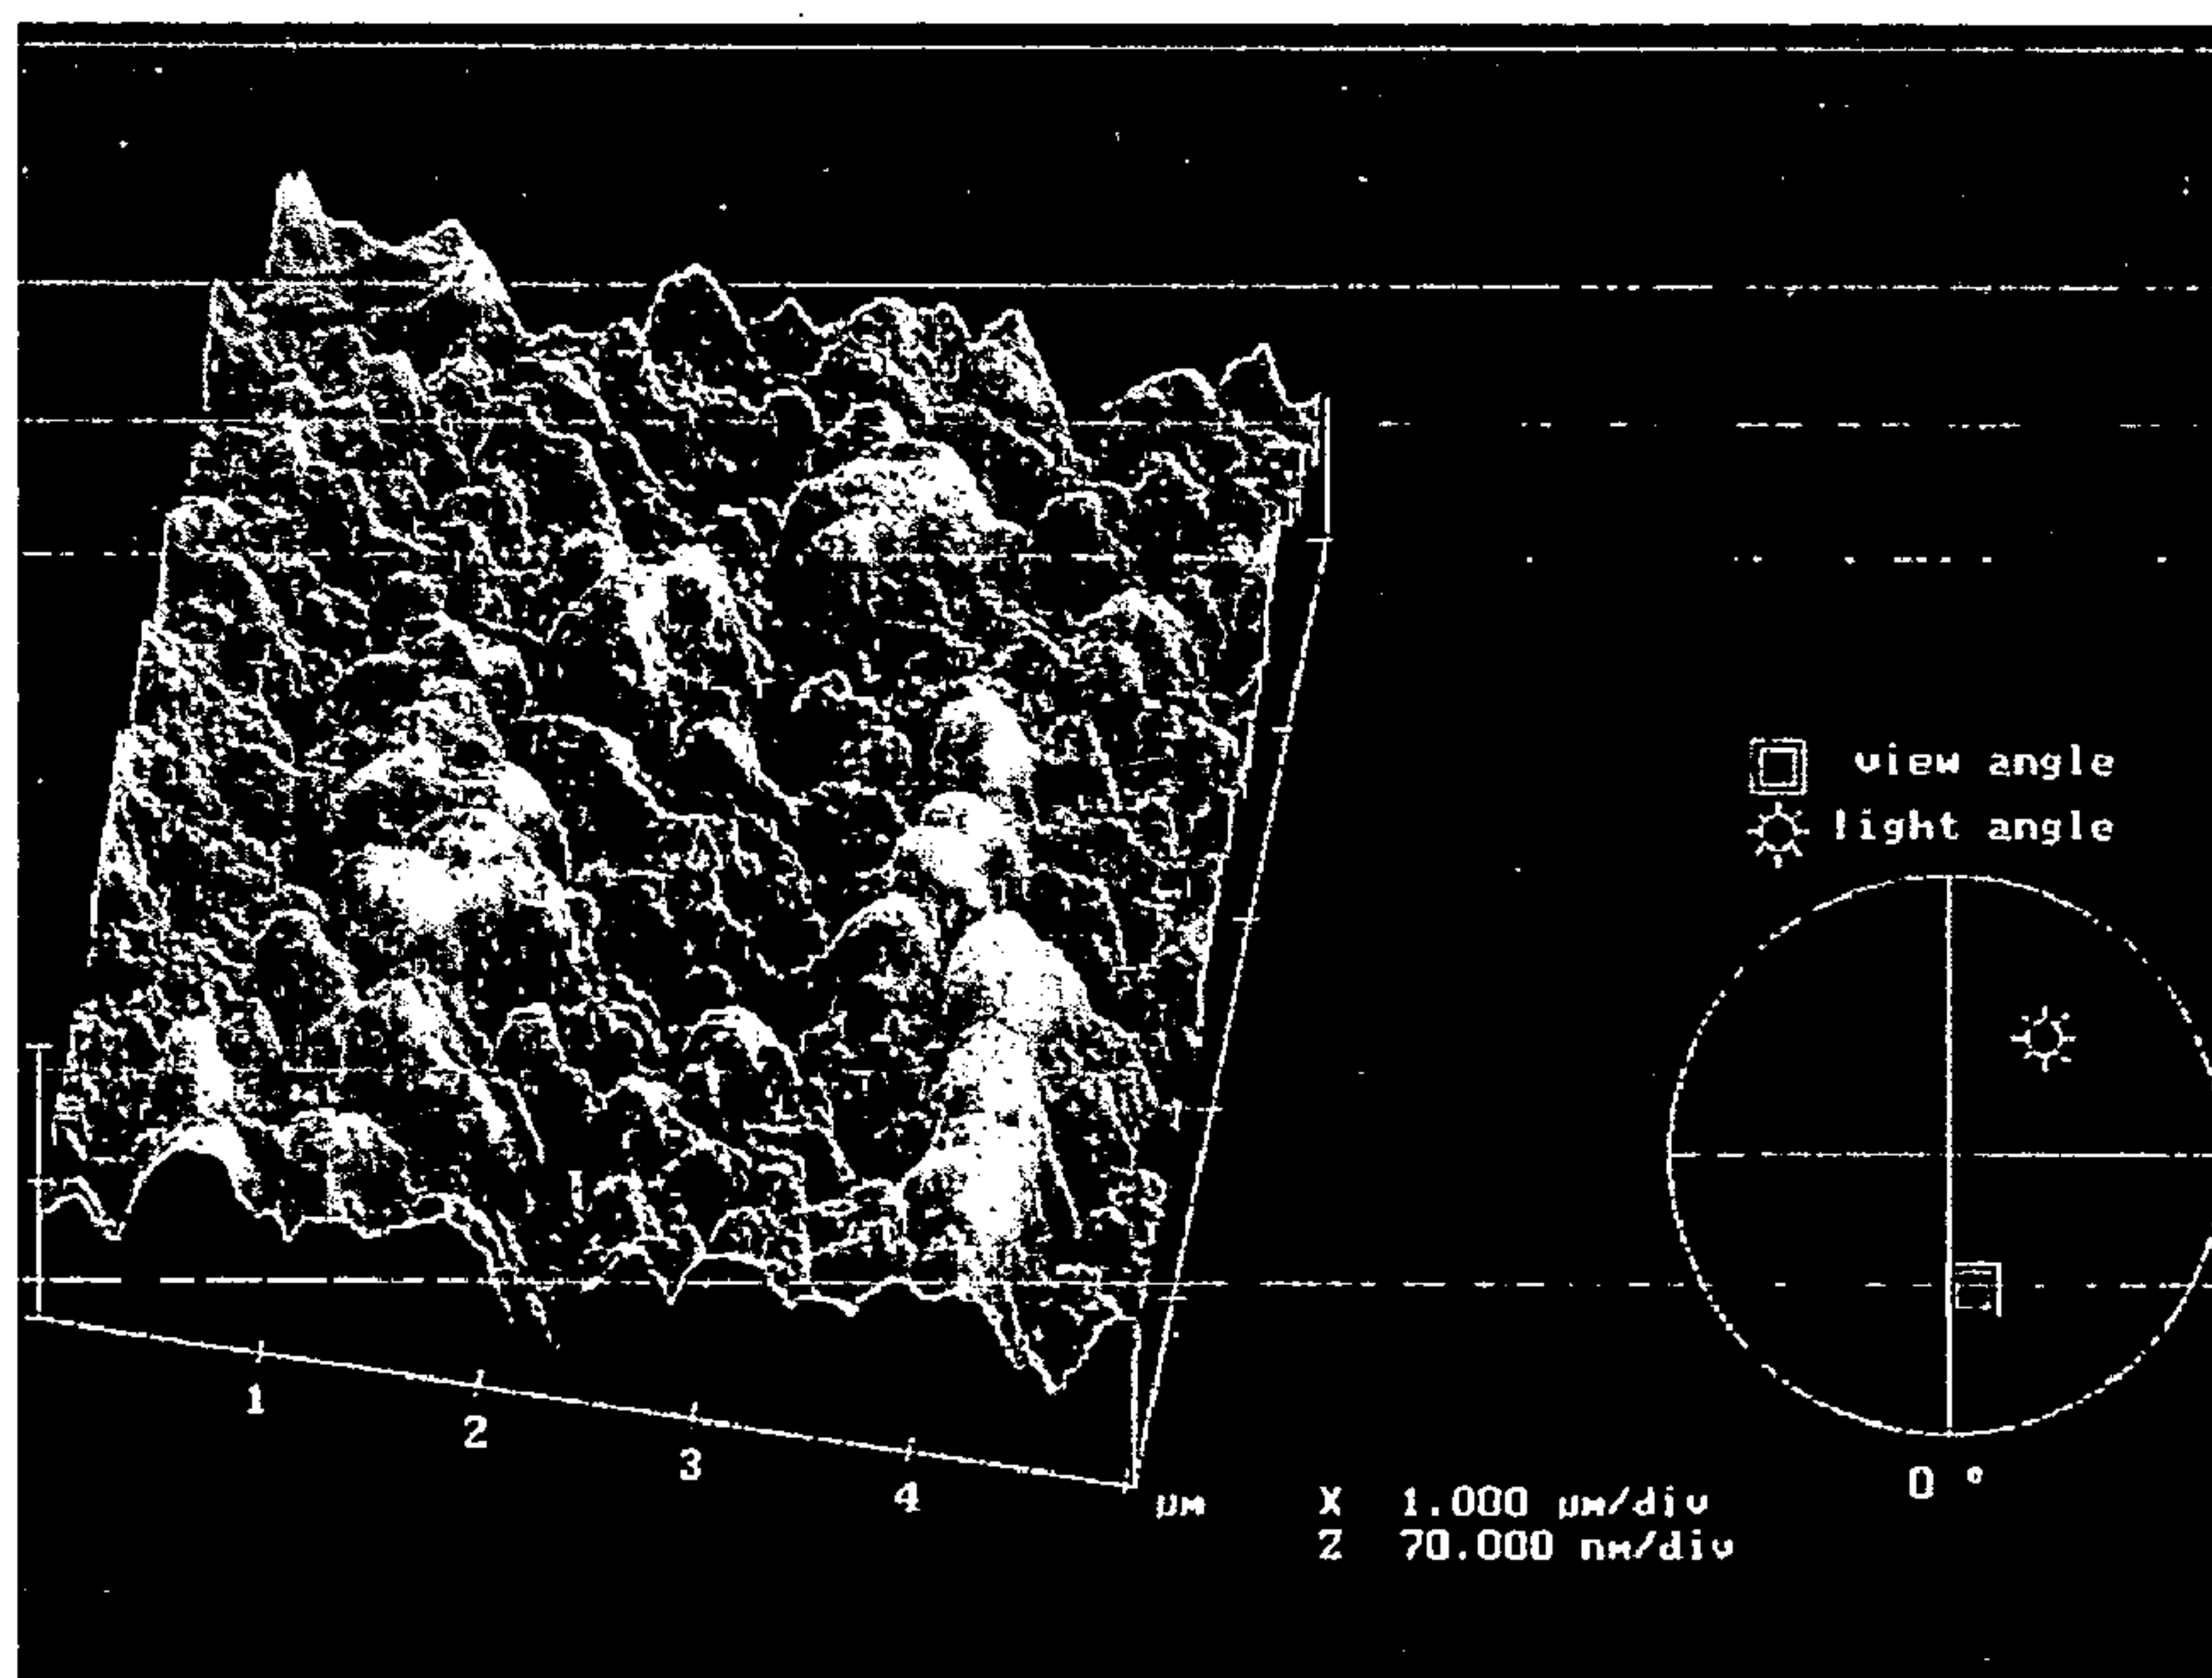 view angle
light angle
1
2
3
4
µm
0 °
X 1.000 µm/div
Z 70.000 nm/div